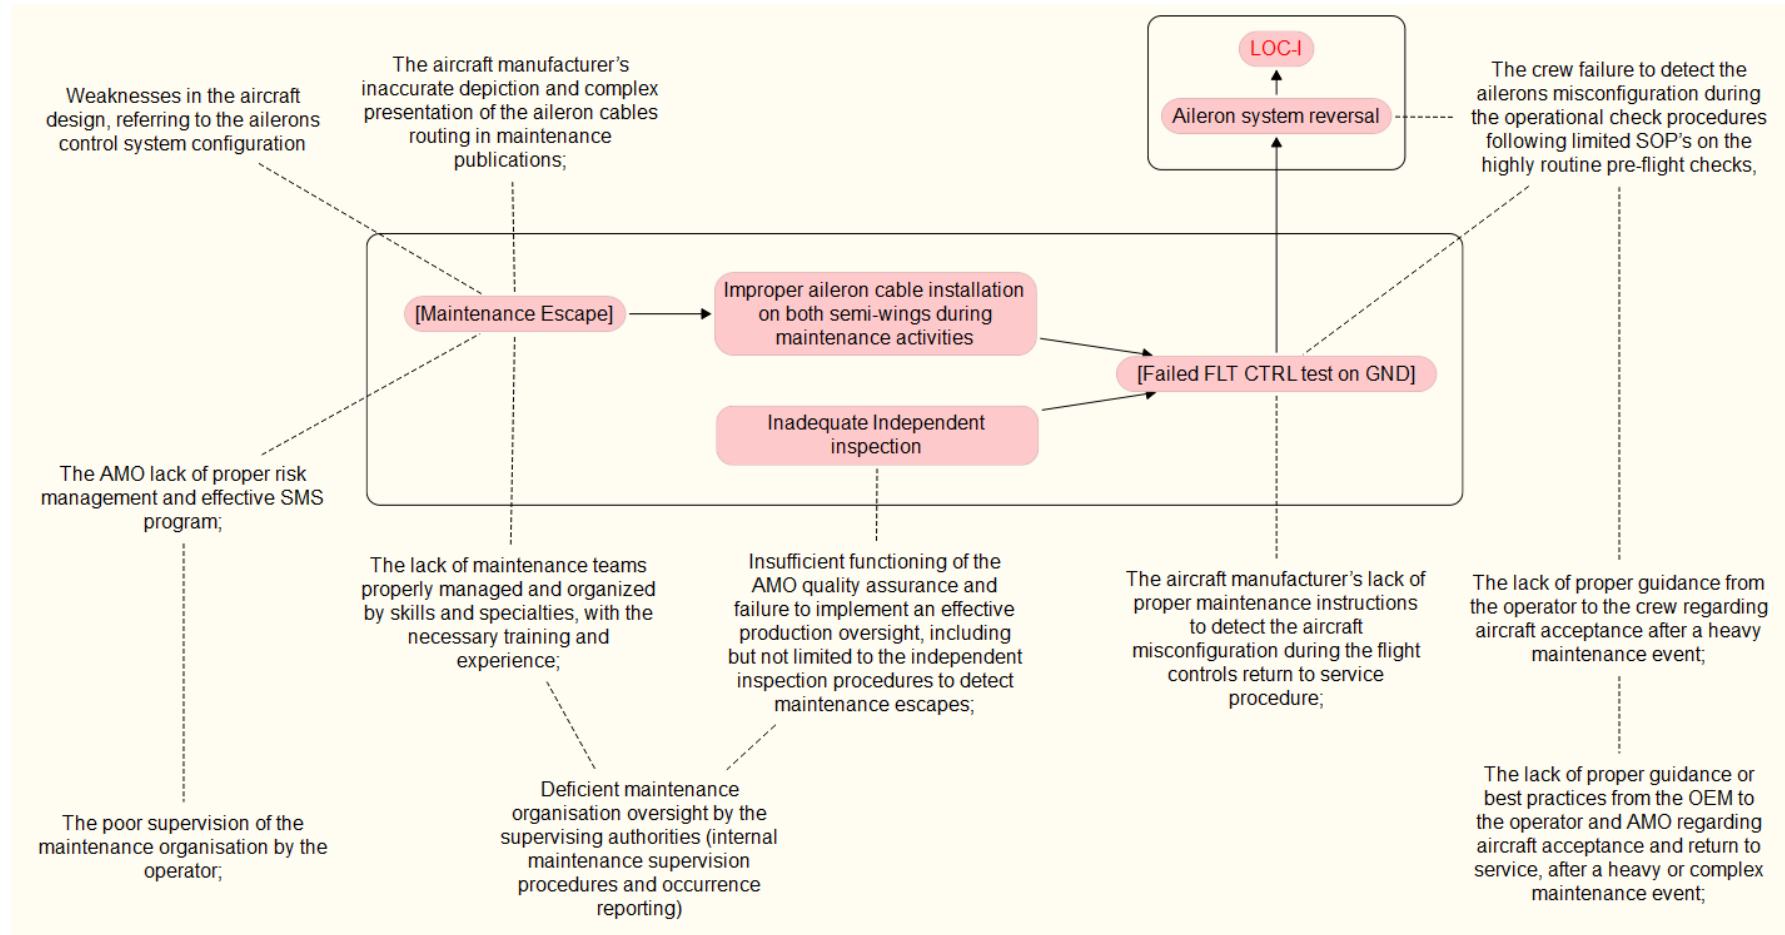 LOC-I
Aileron system reversal
The crew failure to detect the
ailerons misconfiguration during
the operational check procedures
following limited SOP's on the
highly routine pre-flight checks,
The aircraft manufacturer's
inaccurate depiction and complex
presentation of the aileron cables
routing in maintenance
publications;
Weaknesses in the aircraft
design, referring to the ailerons
control system configuration
[Maintenance Escape]
Improper aileron cable installation
on both semi-wings during
maintenance activities
[Failed FLT CTRL test on GND]
Inadequate Independent
inspection
The AMO lack of proper risk
management and effective SMS
program;
The lack of maintenance teams
properly managed and organized
by skills and specialties, with the
necessary training and
experience;
Insufficient functioning of the
AMO quality assurance and
failure to implement an effective
production oversight, including
but not limited to the independent
inspection procedures to detect
maintenance escapes;
The aircraft manufacturer's lack of
proper maintenance instructions
to detect the aircraft
misconfiguration during the flight
controls return to service
procedure;
The lack of proper guidance from
the operator to the crew regarding
aircraft acceptance after a heavy
maintenance event;
The poor supervision of the
maintenance organisation by the
operator;
Deficient maintenance
organisation oversight by the
supervising authorities (internal
maintenance supervision
procedures and occurrence
reporting)
The lack of proper guidance or
best practices from the OEM to
the operator and AMO regarding
aircraft acceptance and return to
service, after a heavy or complex
maintenance event;